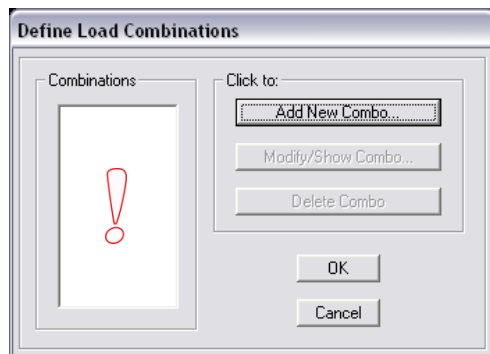 Define Load Combinations
Combinations
!
Click to:
Add New Combo...
Modify/Show Combo...
Delete Combo
OK
Cancel